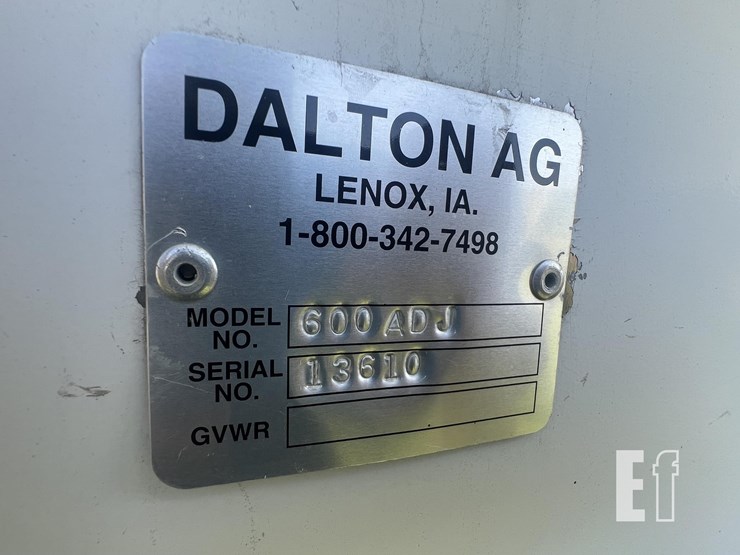 DALTON AG
LENOX, IA.
1-800-342-7498
MODEL NO. 600 ADJ
SERIAL NO. 13610
GVWR
Ef